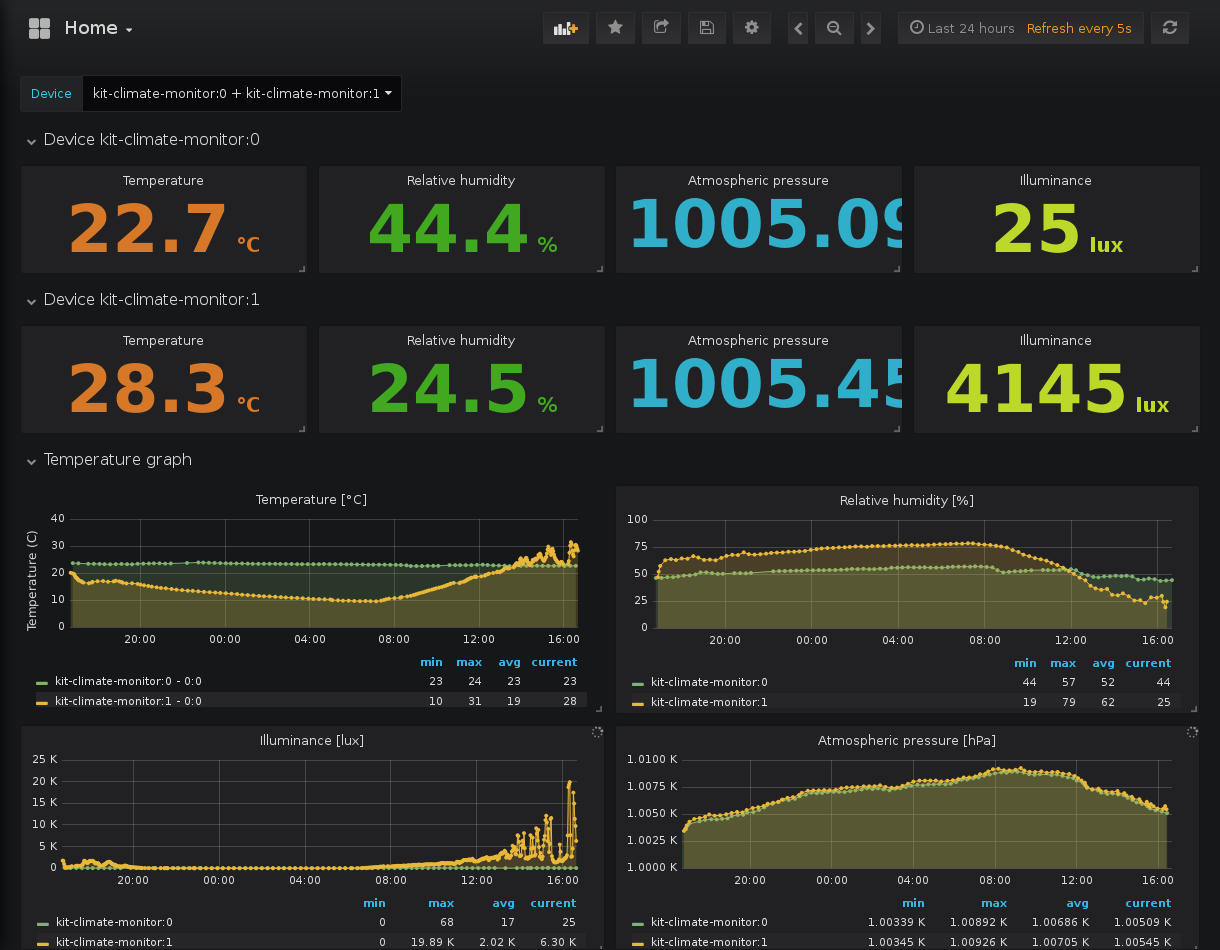 Home
Last 24 hours Refresh every 5s
Device kit-climate-monitor:0 + kit-climate-monitor:1
Device kit-climate-monitor:0
Temperature Relative humidity Atmospheric pressure Illuminance
22.7 °C 44.4 % 1005.09 25 lux
Device kit-climate-monitor:1
Temperature Relative humidity Atmospheric pressure Illuminance
28.3 °C 24.5 % 1005.45 4145 lux
Temperature graph
Temperature [°C]
Temperature (C)
40
30
20
10
0
20:00 00:00 04:00 08:00 12:00 16:00
min max avg current
kit-climate-monitor:0 - 0:0 23 24 23 23
kit-climate-monitor:1 - 0:0 10 31 19 28
Relative humidity [%]
100
75
50
25
0
20:00 00:00 04:00 08:00 12:00 16:00
min max avg current
kit-climate-monitor:0 44 57 52 44
kit-climate-monitor:1 19 79 62 25
Illuminance [lux]
25 K
20 K
15 K
10 K
5 K
0
20:00 00:00 04:00 08:00 12:00 16:00
min max avg current
kit-climate-monitor:0 0 68 17 25
kit-climate-monitor:1 0 19.89 K 2.02 K 6.30 K
Atmospheric pressure [hPa]
1.0100 K
1.0075 K
1.0050 K
1.0025 K
1.0000 K
20:00 00:00 04:00 08:00 12:00 16:00
min max avg current
kit-climate-monitor:0 1.00339 K 1.00892 K 1.00686 K 1.00509 K
kit-climate-monitor:1 1.00345 K 1.00926 K 1.00705 K 1.00545 K